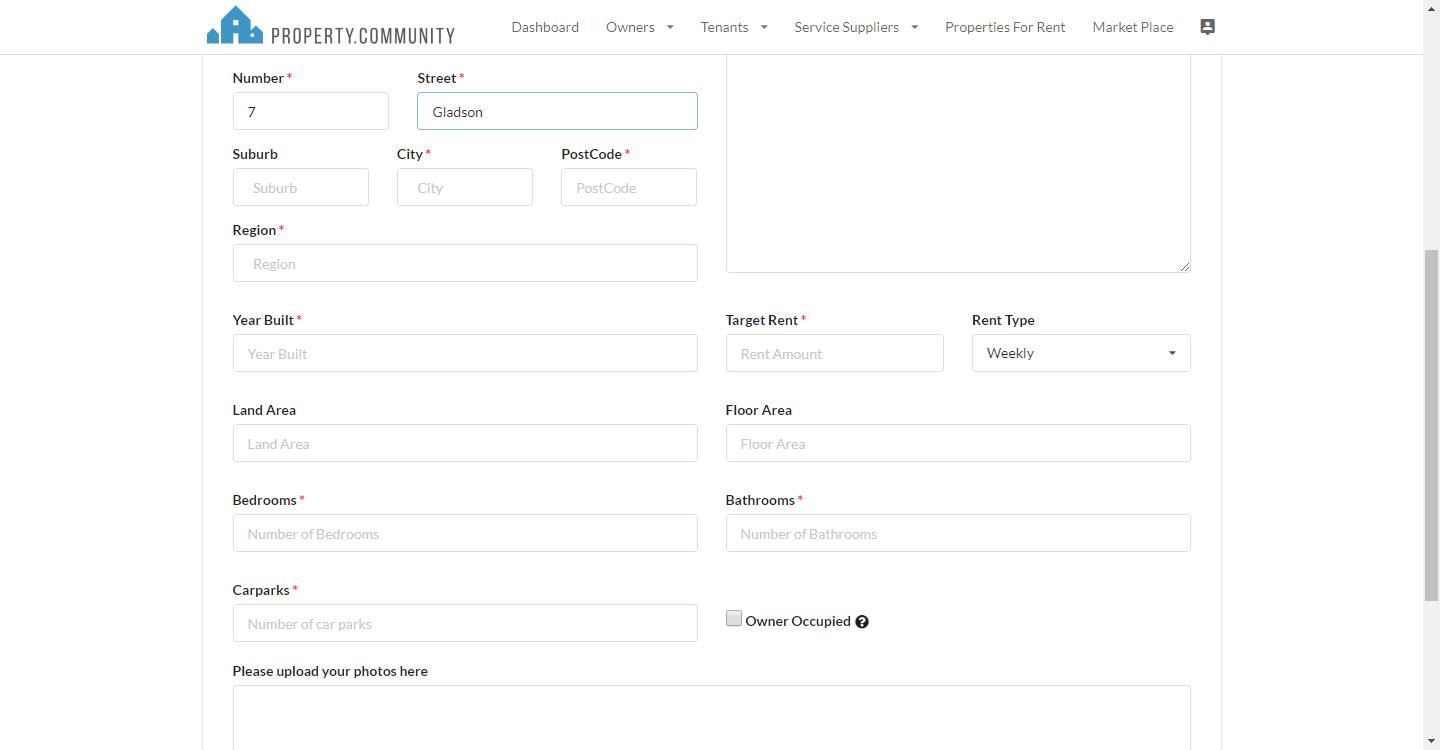 PROPERTY.COMMUNITY Dashboard Owners Tenants Service Suppliers Properties For Rent Market Place
Number * Street *
7 Gladson
Suburb City * PostCode *
Suburb City PostCode
Region *
Region
Year Built * Target Rent * Rent Type
Year Built Rent Amount Weekly
Land Area Floor Area
Land Area Floor Area
Bedrooms * Bathrooms *
Number of Bedrooms Number of Bathrooms
Carparks *
Number of car parks Owner Occupied ?
Please upload your photos here